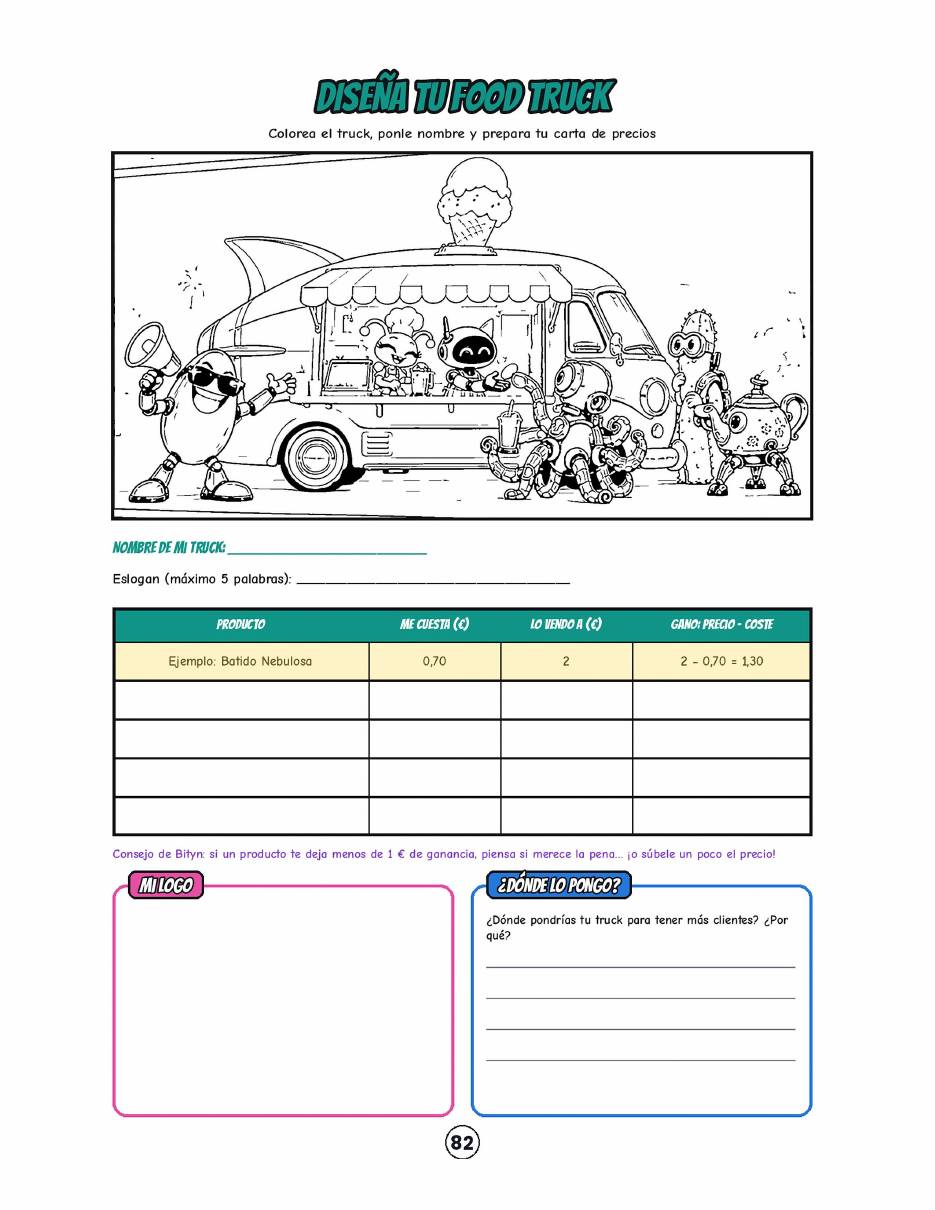 DISEÑA TU FOOD TRUCK
Colorea el truck, ponle nombre y prepara tu carta de precios
NOMBRE DE MI TRUCK: ____________________
Eslogan (máximo 5 palabras): ____________________
PRODUCTO ME CUESTA (€) LO VENDO A (€) GANO: PRECIO - COSTE
Ejemplo: Batido Nebulosa 0,70 2 2 - 0,70 = 1,30
Consejo de Bityn: si un producto te deja menos de 1 € de ganancia, piensa si merece la pena... ¡o súbele un poco el precio!
MI LOGO
¿DÓNDE LO PONGO?
¿Dónde pondrías tu truck para tener más clientes? ¿Por
qué?
82